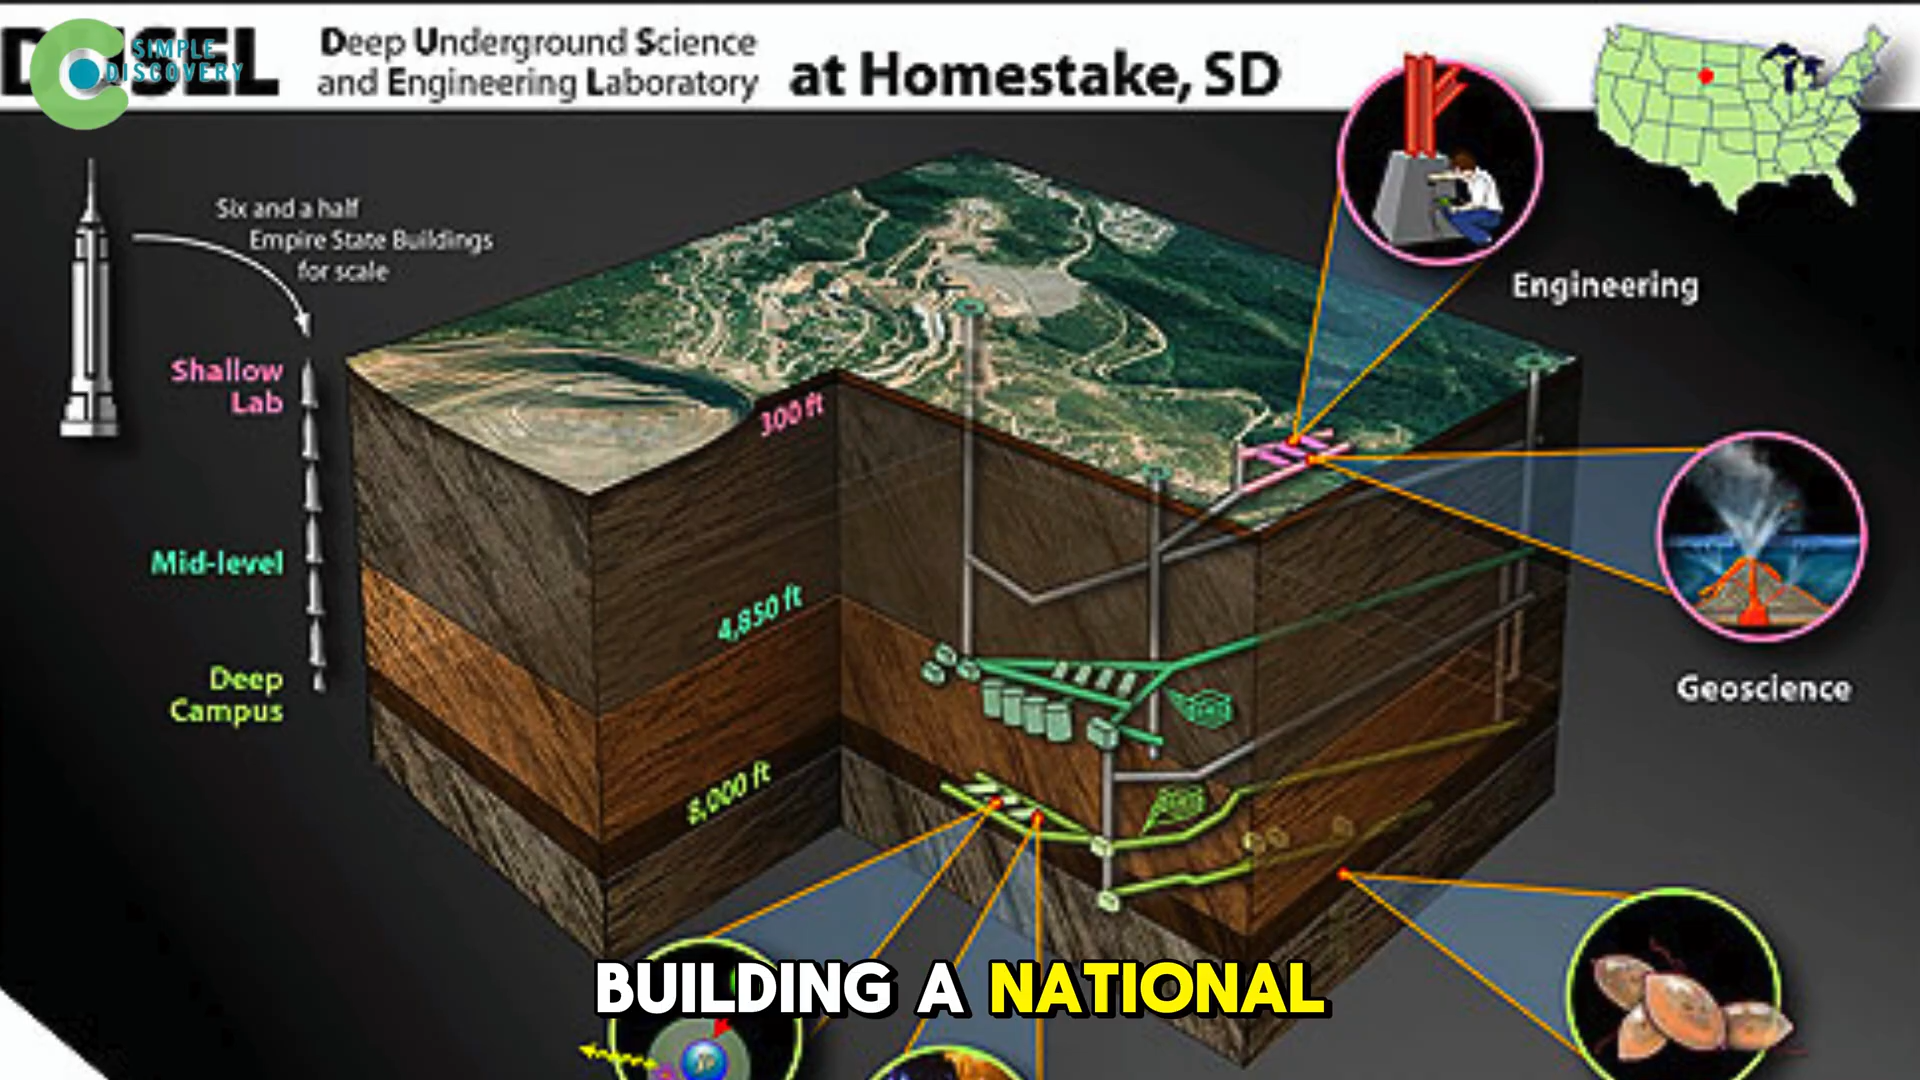 SIMPLE
DISCOVERY
Deep Underground Science
and Engineering Laboratory
at Homestake, SD
Six and a half
Empire State Buildings
for scale
Engineering
Shallow
Lab
300 ft
Mid-level
4,850 ft
Geoscience
Deep
Campus
8,000 ft
BUILDING A NATIONAL